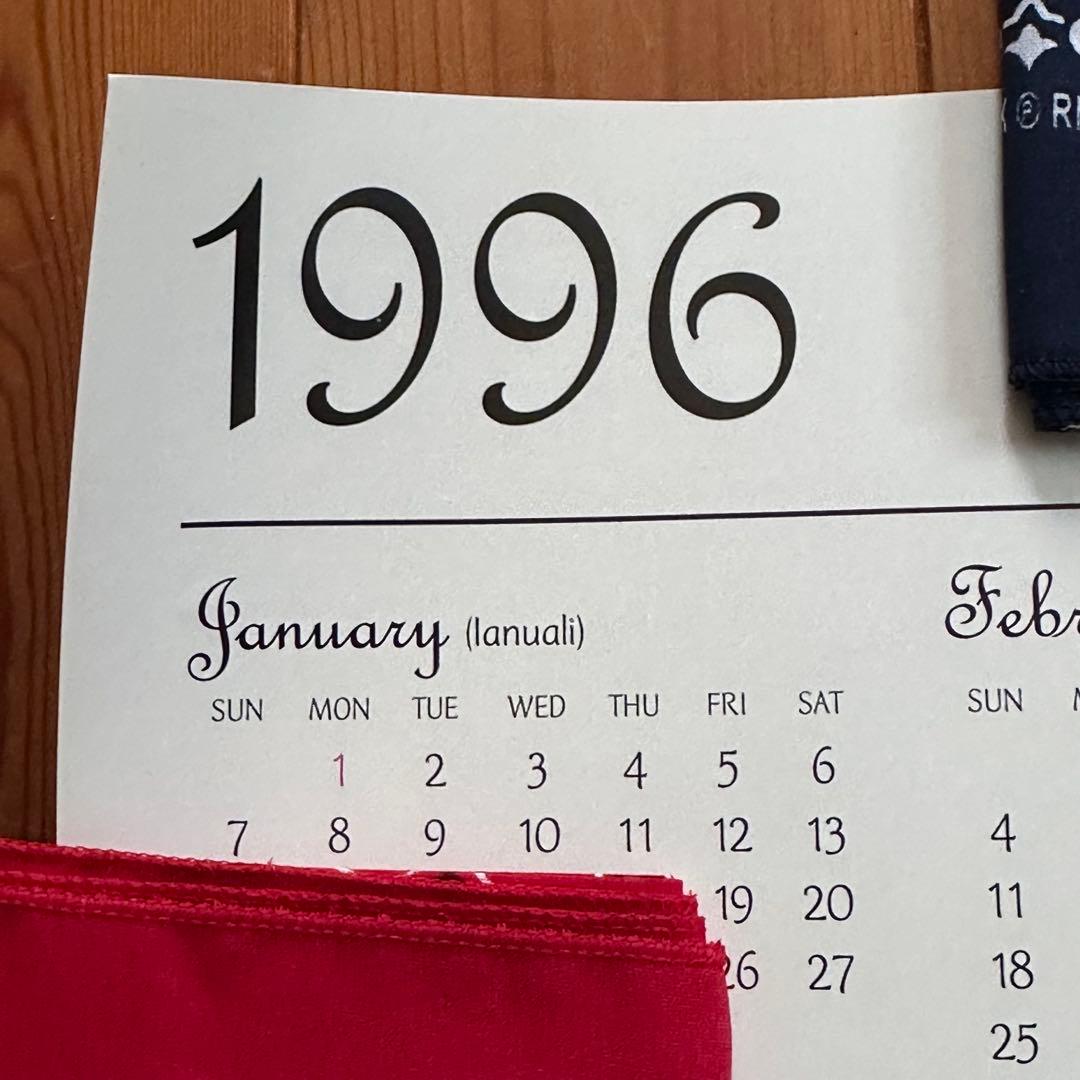 ℗ RI
1996
January (Ianuali)
Febr
SUN MON TUE WED THU FRI SAT
SUN
1 2 3 4 5 6
7 8 9 10 11 12 13
4
19 20
11
26 27
18
25